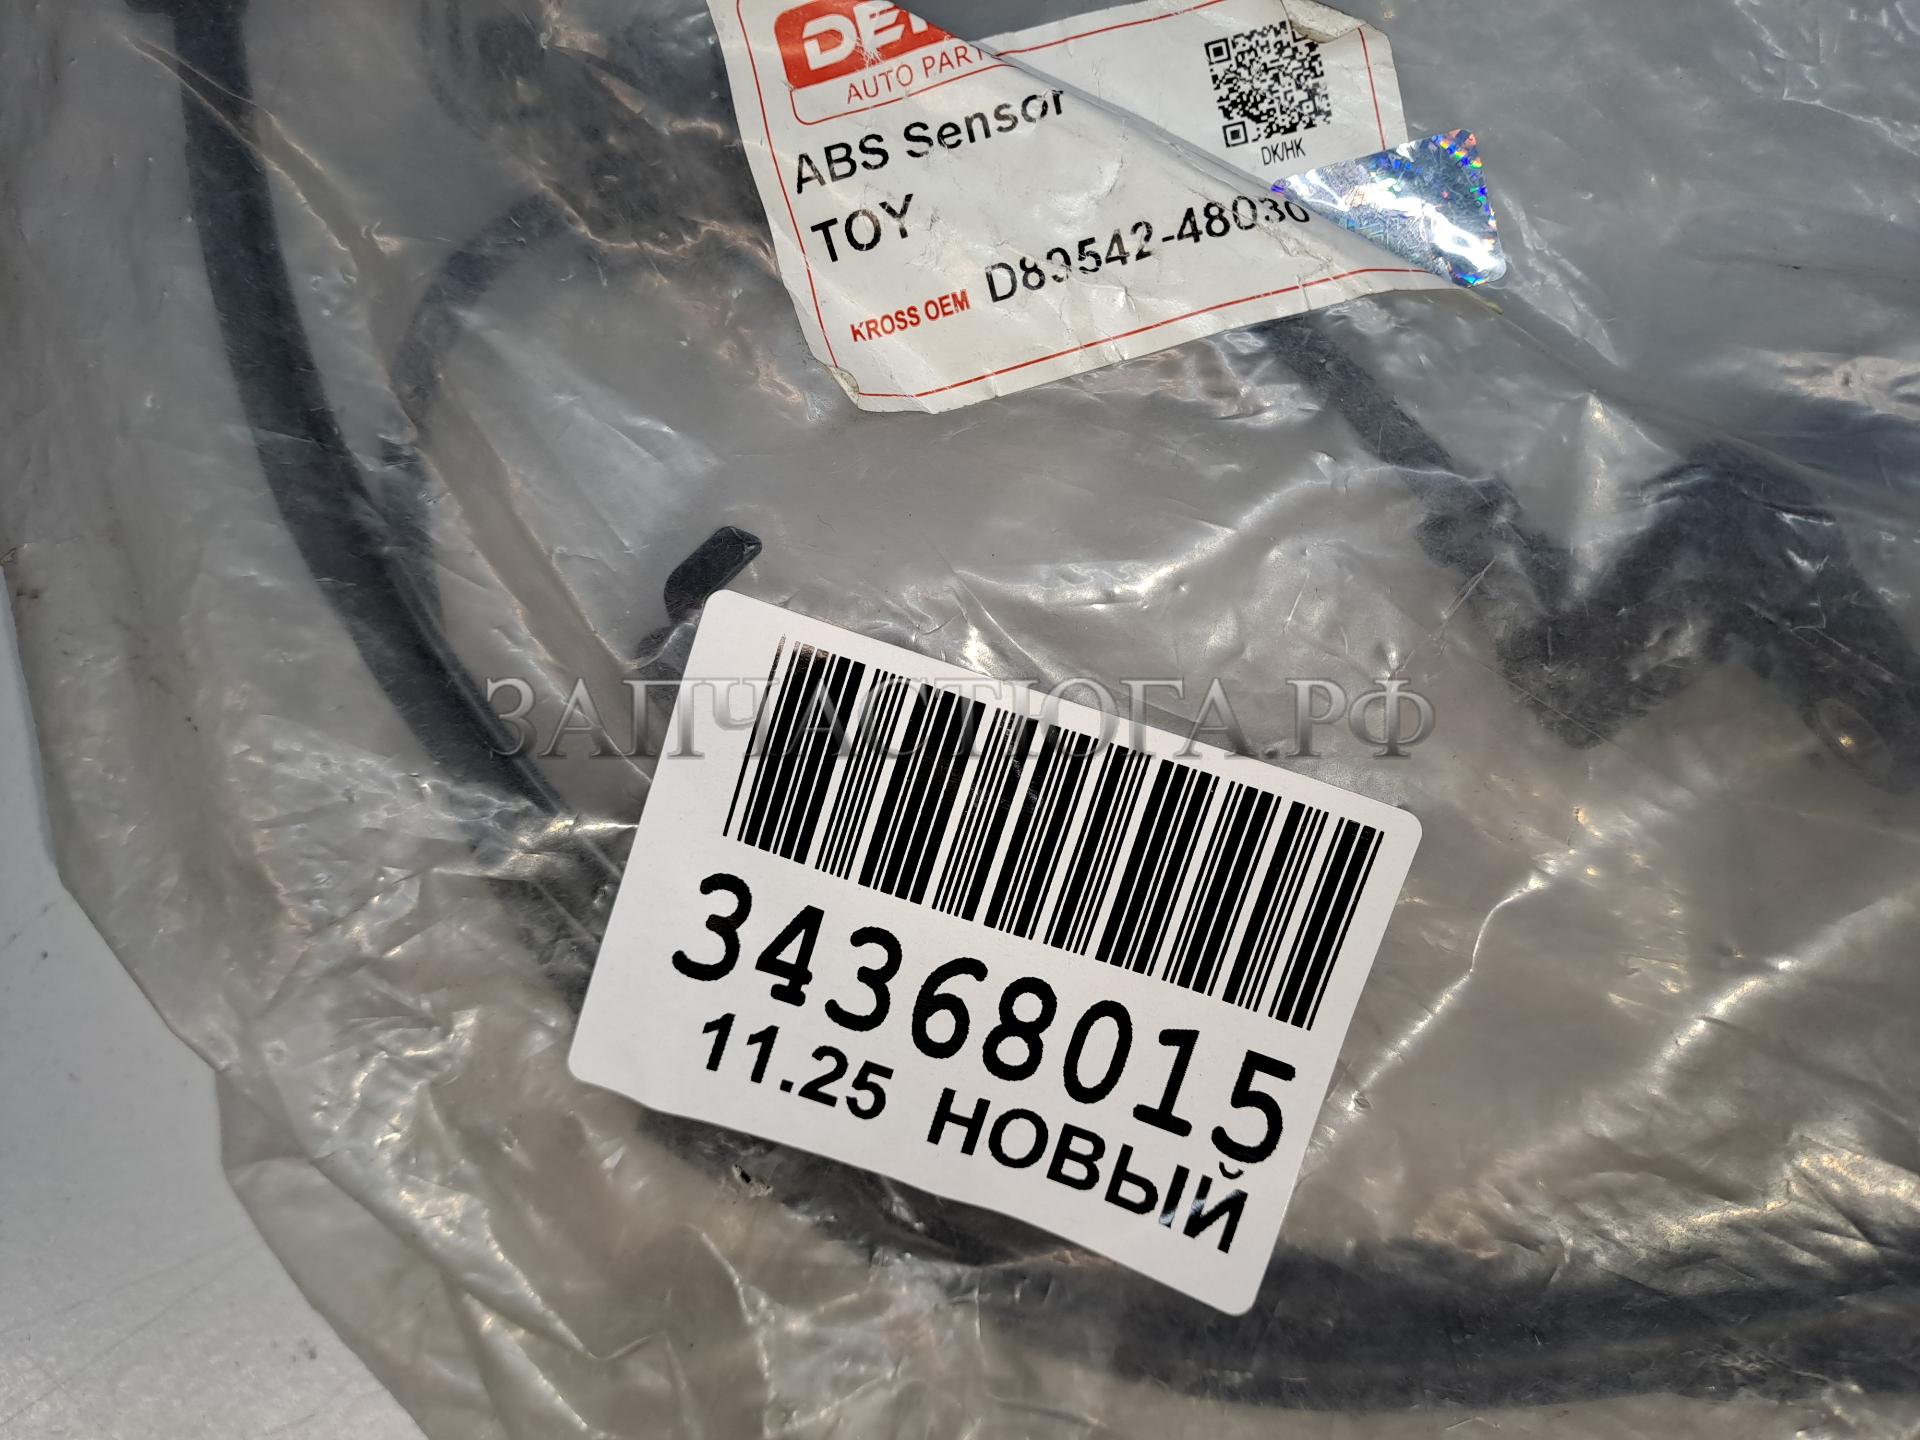 AUTO PART
DK/HK
ABS Sensor
TOY
KROSS OEM D89542-48030
ЗАПЧАСТЮГА.РФ
34368015
11.25 НОВЫЙ